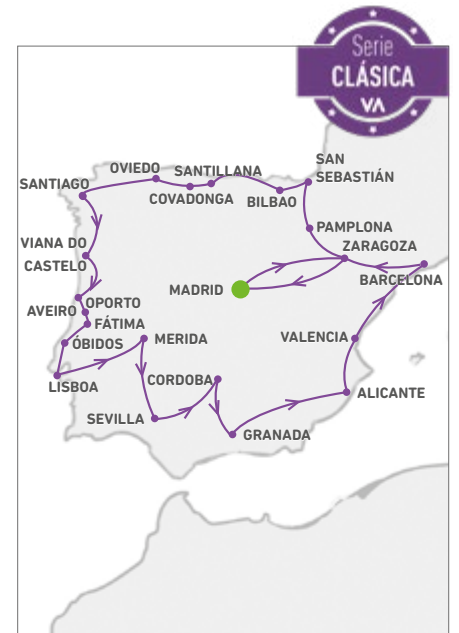 Serie
CLÁSICA
VA
SAN
SEBASTIÁN
OVIEDO
SANTILLANA
SANTIAGO
COVADONGA
BILBAO
PAMPLONA
VIANA DO
CASTELO
ZARAGOZA
BARCELONA
MADRID
OPORTO
AVEIRO
FÁTIMA
ÓBIDOS
MERIDA
VALENCIA
LISBOA
CORDOBA
ALICANTE
SEVILLA
GRANADA